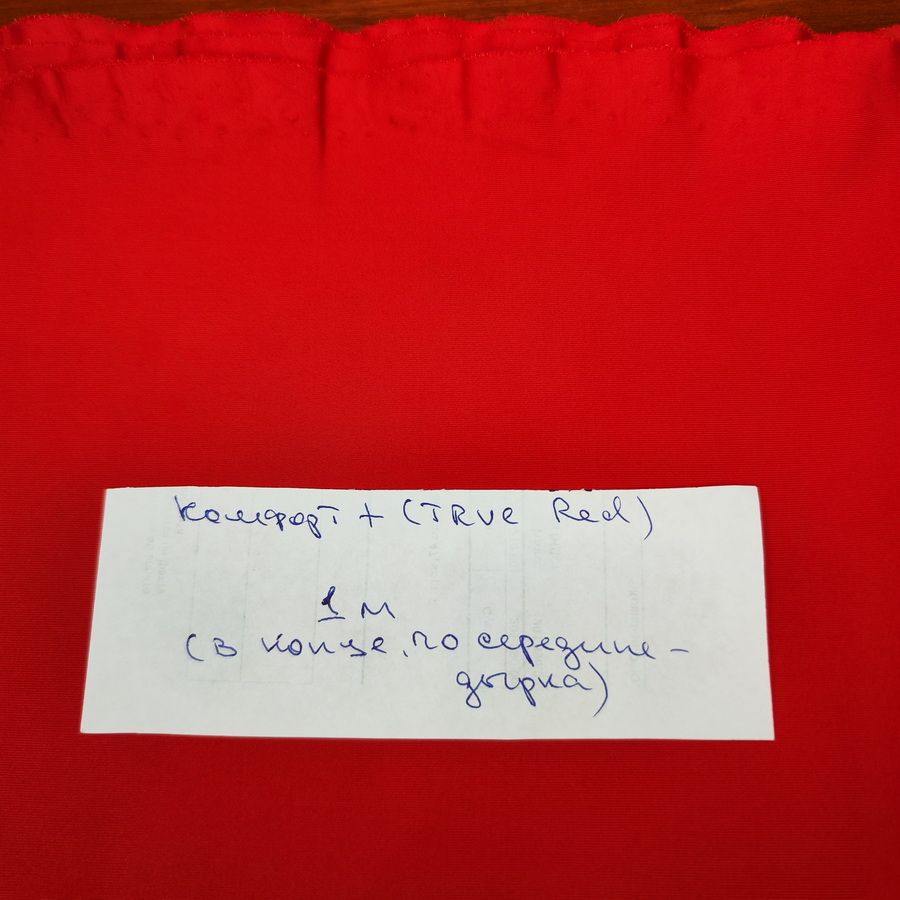 Комфорт + (TRUe Red)
1 м
(в конце, по середине -
дырка)